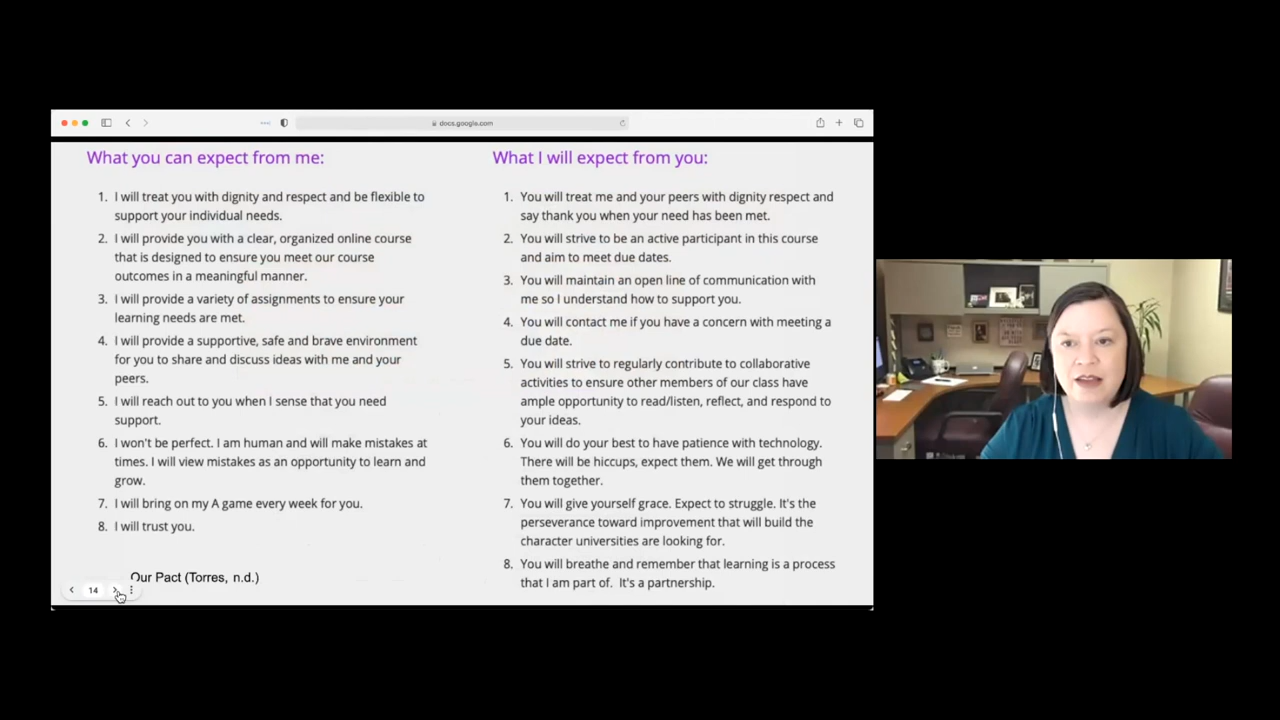 docs.google.com
What you can expect from me:
1. I will treat you with dignity and respect and be flexible to
support your individual needs.
2. I will provide you with a clear, organized online course
that is designed to ensure you meet our course
outcomes in a meaningful manner.
3. I will provide a variety of assignments to ensure your
learning needs are met.
4. I will provide a supportive, safe and brave environment
for you to share and discuss ideas with me and your
peers.
5. I will reach out to you when I sense that you need
support.
6. I won't be perfect. I am human and will make mistakes at
times. I will view mistakes as an opportunity to learn and
grow.
7. I will bring on my A game every week for you.
8. I will trust you.
Our Pact (Torres, n.d.)
14
What I will expect from you:
1. You will treat me and your peers with dignity respect and
say thank you when your need has been met.
2. You will strive to be an active participant in this course
and aim to meet due dates.
3. You will maintain an open line of communication with
me so I understand how to support you.
4. You will contact me if you have a concern with meeting a
due date.
5. You will strive to regularly contribute to collaborative
activities to ensure other members of our class have
ample opportunity to read/listen, reflect, and respond to
your ideas.
6. You will do your best to have patience with technology.
There will be hiccups, expect them. We will get through
them together.
7. You will give yourself grace. Expect to struggle. It's the
perseverance toward improvement that will build the
character universities are looking for.
8. You will breathe and remember that learning is a process
that I am part of. It's a partnership.